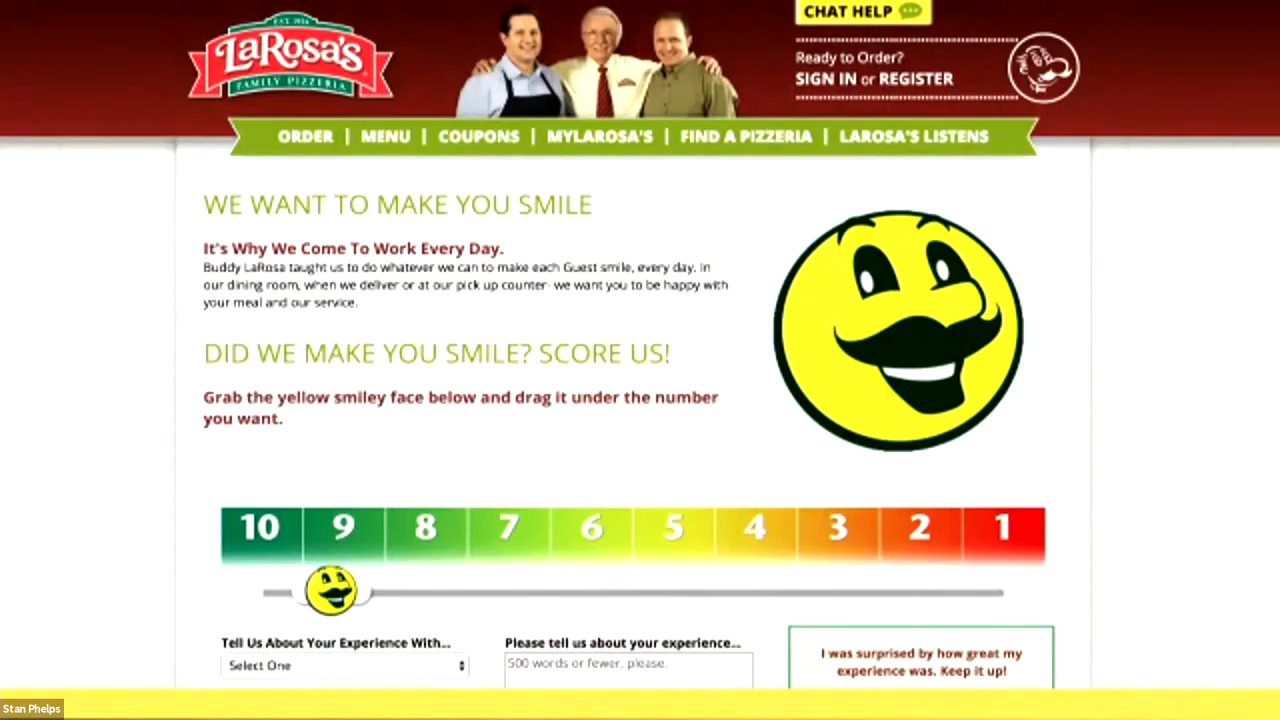 EST. 1954
LAROSA'S
FAMILY PIZZERIA
CHAT HELP
Ready to Order?
SIGN IN or REGISTER
ORDER | MENU | COUPONS | MYLAROSA'S | FIND A PIZZERIA | LAROSA'S LISTENS
WE WANT TO MAKE YOU SMILE
It's Why We Come To Work Every Day.
Buddy LaRosa taught us to do whatever we can to make each Guest smile, every day. In
our dining room, when we deliver or at our pick up counter- we want you to be happy with
your meal and our service.
DID WE MAKE YOU SMILE? SCORE US!
Grab the yellow smiley face below and drag it under the number
you want.
10 9 8 7 6 5 4 3 2 1
Tell Us About Your Experience With...
Select One
Please tell us about your experience...
500 words or fewer, please.
I was surprised by how great my
experience was. Keep it up!
Stan Phelps